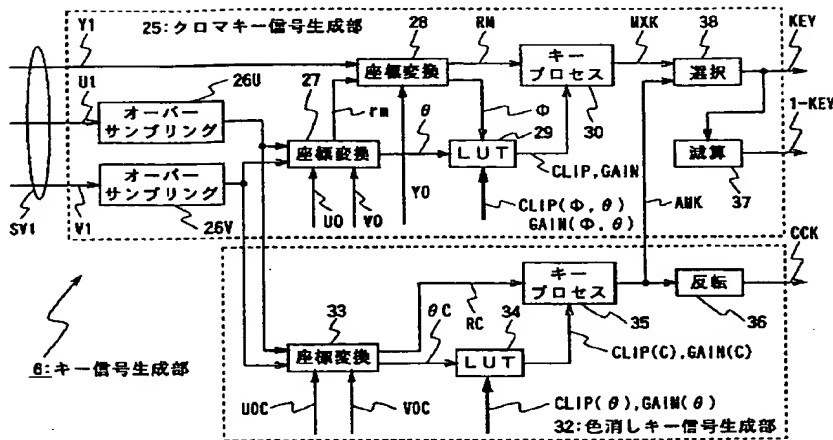 Y1
25:クロマキー信号生成部
28
RM
MXK
38
KEY
U1
26U
座標変換
キー
プロセス
選択
オーバー
サンプリング
27
rm
θ
Φ
30
1-KEY
29
座標変換
LUT
減算
オーバー
サンプリング
CLIP,GAIN
37
SV1
V1
26V
UO
VO
YO
CLIP(Φ,θ)
GAIN(Φ,θ)
AMK
CCK
キー
プロセス
反転
33
θC
RC
34
35
36
座標変換
LUT
6:キー信号生成部
CLIP(C),GAIN(C)
UOC
VOC
CLIP(θ),GAIN(θ)
32:色消しキー信号生成部